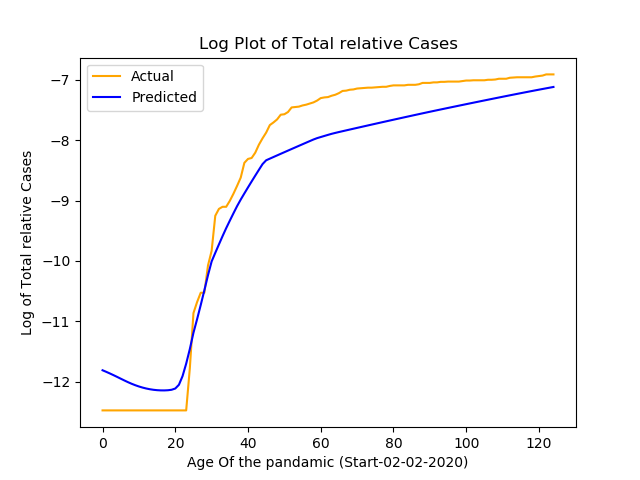 Log Plot of Total relative Cases
Actual
Predicted
Log of Total relative Cases
−7
−8
−9
−10
−11
−12
0 20 40 60 80 100 120
Age Of the pandamic (Start-02-02-2020)